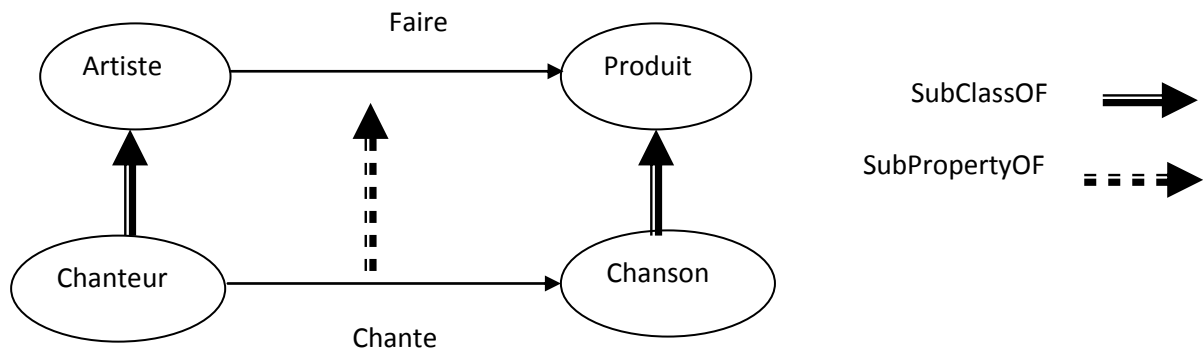 Faire
Artiste
Produit
SubClassOF
SubPropertyOF
Chanteur
Chanson
Chante